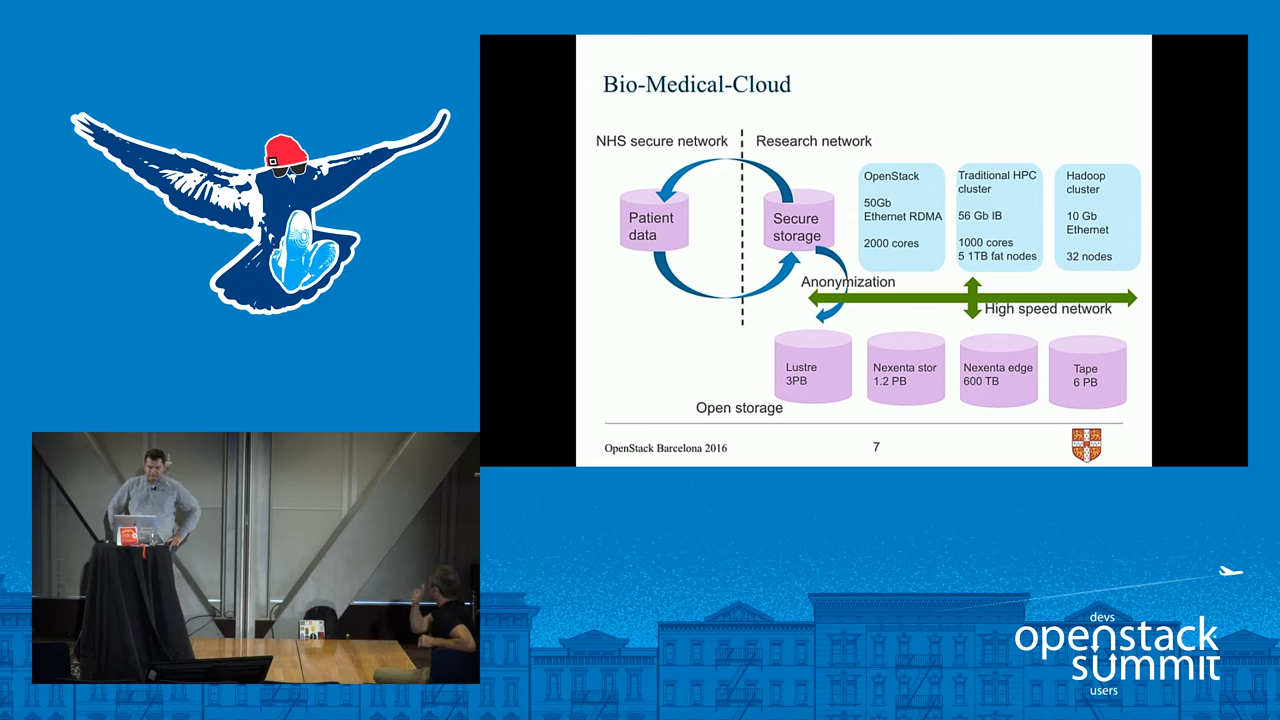 Bio-Medical-Cloud
NHS secure network
Research network
Patient
data
Secure
storage
OpenStack
50Gb
Ethernet RDMA
2000 cores
Traditional HPC
cluster
56 Gb IB
1000 cores
5 1TB fat nodes
Hadoop
cluster
10 Gb
Ethernet
32 nodes
Anonymization
High speed network
Lustre
3PB
Nexenta stor
1.2 PB
Nexenta edge
600 TB
Tape
6 PB
Open storage
OpenStack Barcelona 2016
7
devs
openstack
summit
users